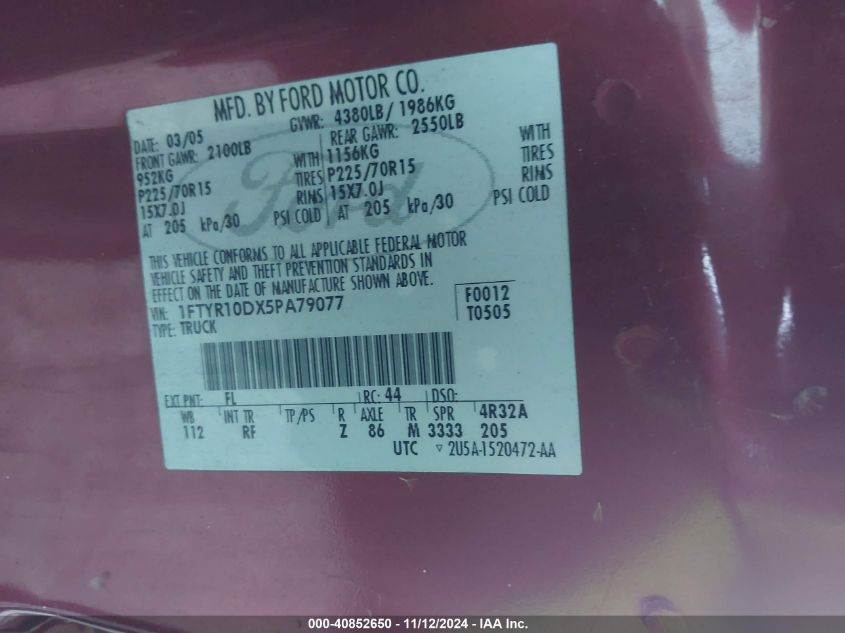 MFD. BY FORD MOTOR CO.
DATE: 03/05 GVWR: 4380LB/ 1986KG
FRONT GAWR: 2100LB REAR GAWR: 2550LB
952KG WITH 1156KG WITH
P225/70R15 TIRES P225/70R15 TIRES
15X7.0J RIMS 15X7.0J RIMS
AT 205 kPa/30 PSI COLD AT 205 kPa/30 PSI COLD
THIS VEHICLE CONFORMS TO ALL APPLICABLE FEDERAL MOTOR
VEHICLE SAFETY AND THEFT PREVENTION STANDARDS IN
EFFECT ON THE DATE OF MANUFACTURE SHOWN ABOVE.
VIN: 1FTYR10DX5PA79077 F0012
TYPE: TRUCK T0505
Ford
EXT PNT: FL RC: 44 DSO:
WB INT TR TP/PS R AXLE TR SPR 4R32A
112 RF Z 86 M 3333 205
UTC ▽ 2U5A-1520472-AA
000-40852650 - 11/12/2024 - IAA Inc.